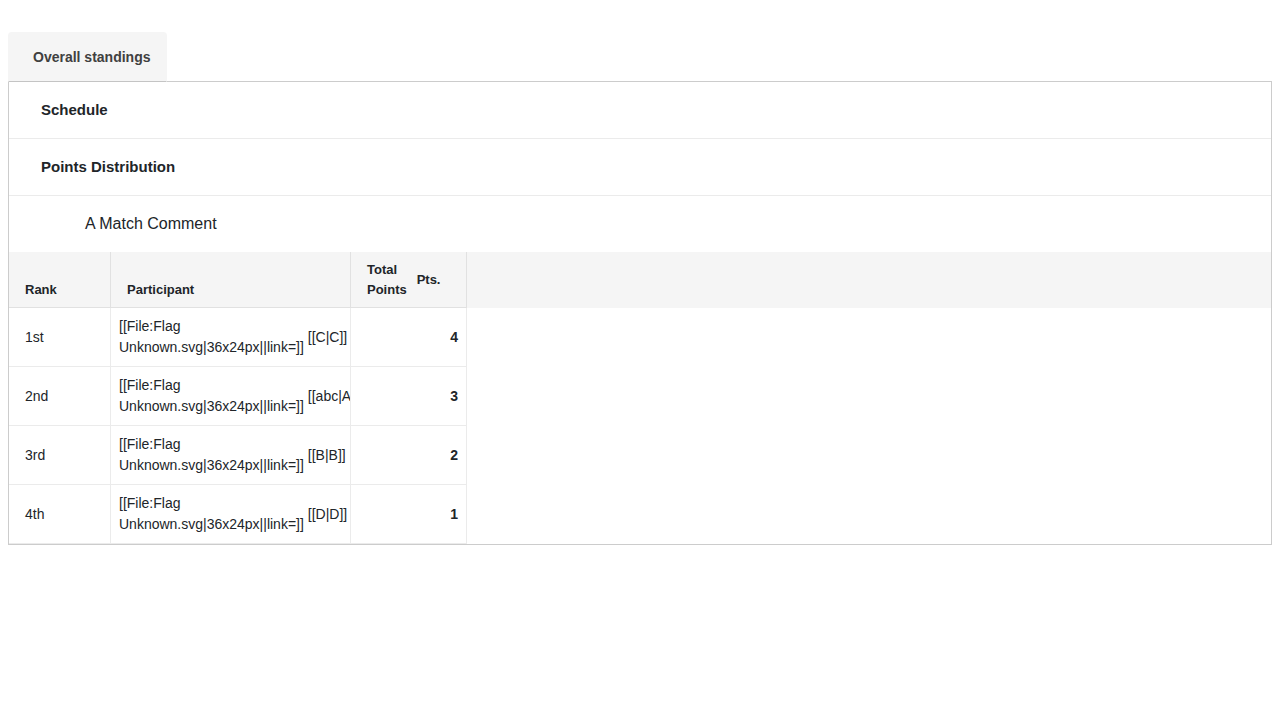 Overall standings
Schedule
Points Distribution
A Match Comment
Rank Participant Total Points Pts.
1st [[File:Flag Unknown.svg|36x24px||link=]] [[C|C]] 4
2nd [[File:Flag Unknown.svg|36x24px||link=]] [[abc|A 3
3rd [[File:Flag Unknown.svg|36x24px||link=]] [[B|B]] 2
4th [[File:Flag Unknown.svg|36x24px||link=]] [[D|D]] 1